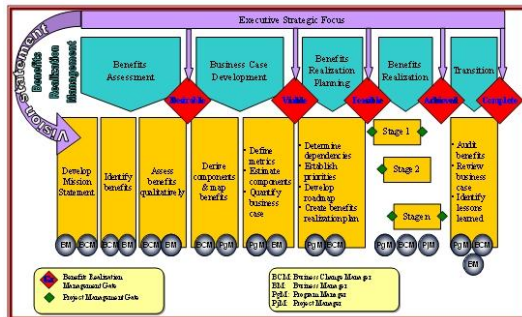 Executive Strategic Focus
Vision statement
Benefits
Realization
Management
Benefits
Assessment
Business Case
Development
Benefits
Realization
Planning
Benefits
Realization
Transition
Desirable
Viable
Feasible
Achieved
Complete
Develop
Mission
Statement
Identify
benefits
Assess
benefits
qualitatively
Derive
components
& map benefits
• Define
metrics
• Estimate
components
• Quantify
business
case
• Determine
dependencies
• Establish
priorities
• Develop
roadmap
• Create benefits
realization plan
Stage 1
Stage 2
Stage n
• Audit
benefits
• Review
business
case
• Identify
lessons
learned
BM
BCM
BCM
BM
BCM
BM
BCM
PgM
PgM
BM
PgM
BCM
PgM
BCM
PjM
PgM
BCM
BM
Benefits Realization
Management Gate
Project Management Gate
BCM: Business Change Manager
BM: Business Manager
PgM: Program Manager
PjM: Project Manager